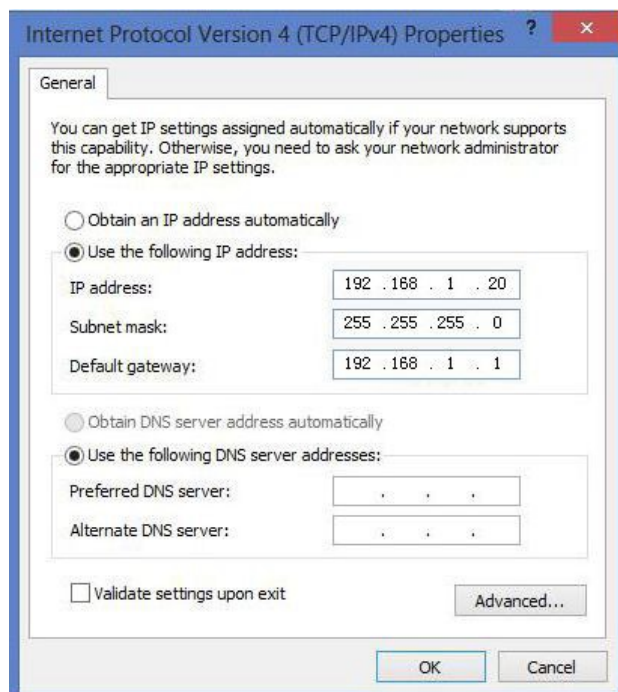 Internet Protocol Version 4 (TCP/IPv4) Properties ?
General
You can get IP settings assigned automatically if your network supports
this capability. Otherwise, you need to ask your network administrator
for the appropriate IP settings.
Obtain an IP address automatically
Use the following IP address:
IP address: 192 . 168 . 1 . 20
Subnet mask: 255 . 255 . 255 . 0
Default gateway: 192 . 168 . 1 . 1
Obtain DNS server address automatically
Use the following DNS server addresses:
Preferred DNS server: . . .
Alternate DNS server: . . .
Validate settings upon exit
Advanced...
OK Cancel